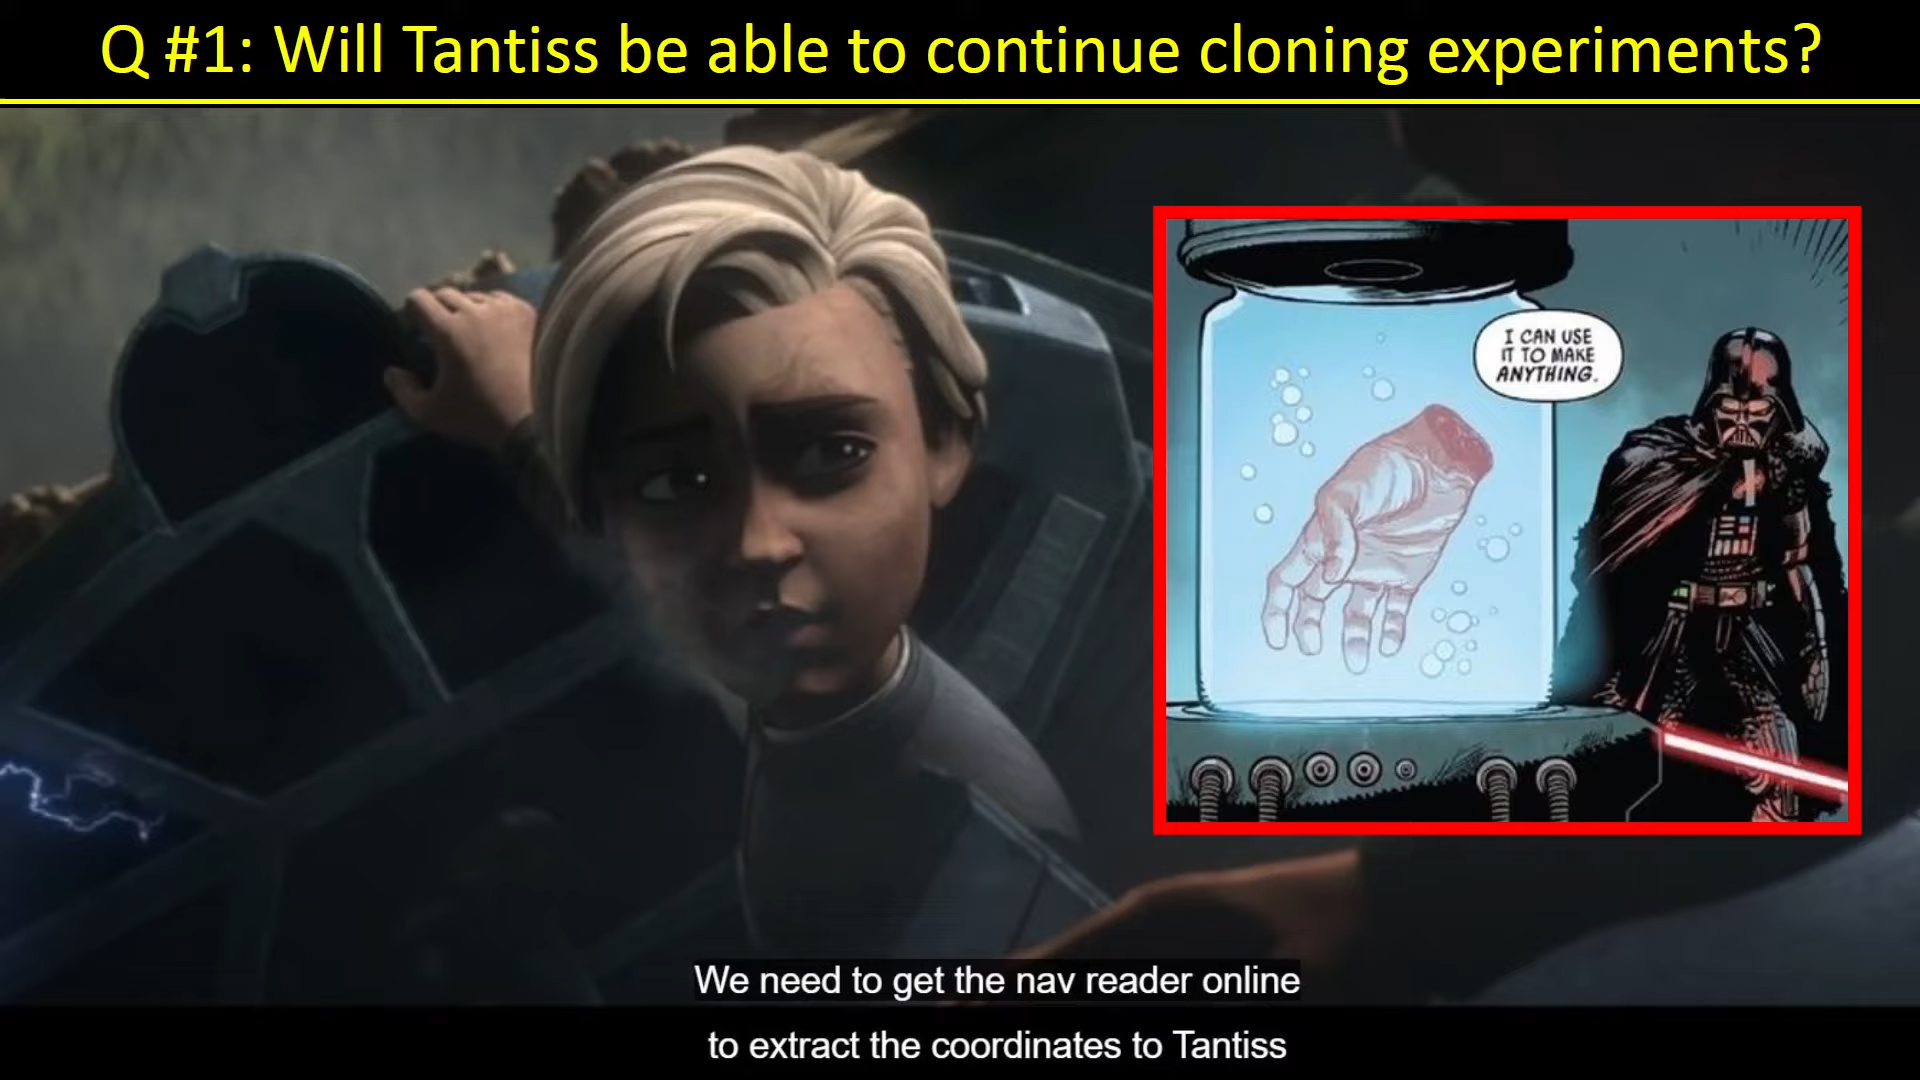 Q #1: Will Tantiss be able to continue cloning experiments?
I CAN USE
IT TO MAKE
ANYTHING.
We need to get the nav reader online
to extract the coordinates to Tantiss